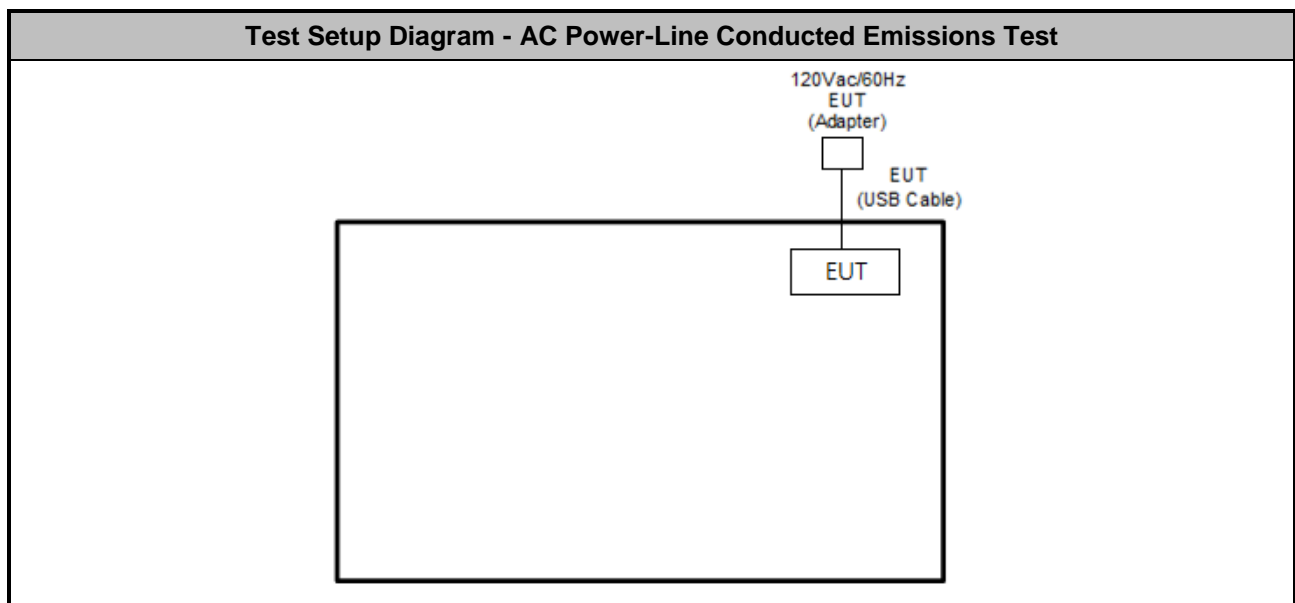 Test Setup Diagram - AC Power-Line Conducted Emissions Test
120Vac/60Hz
EUT
(Adapter)
EUT
(USB Cable)
EUT